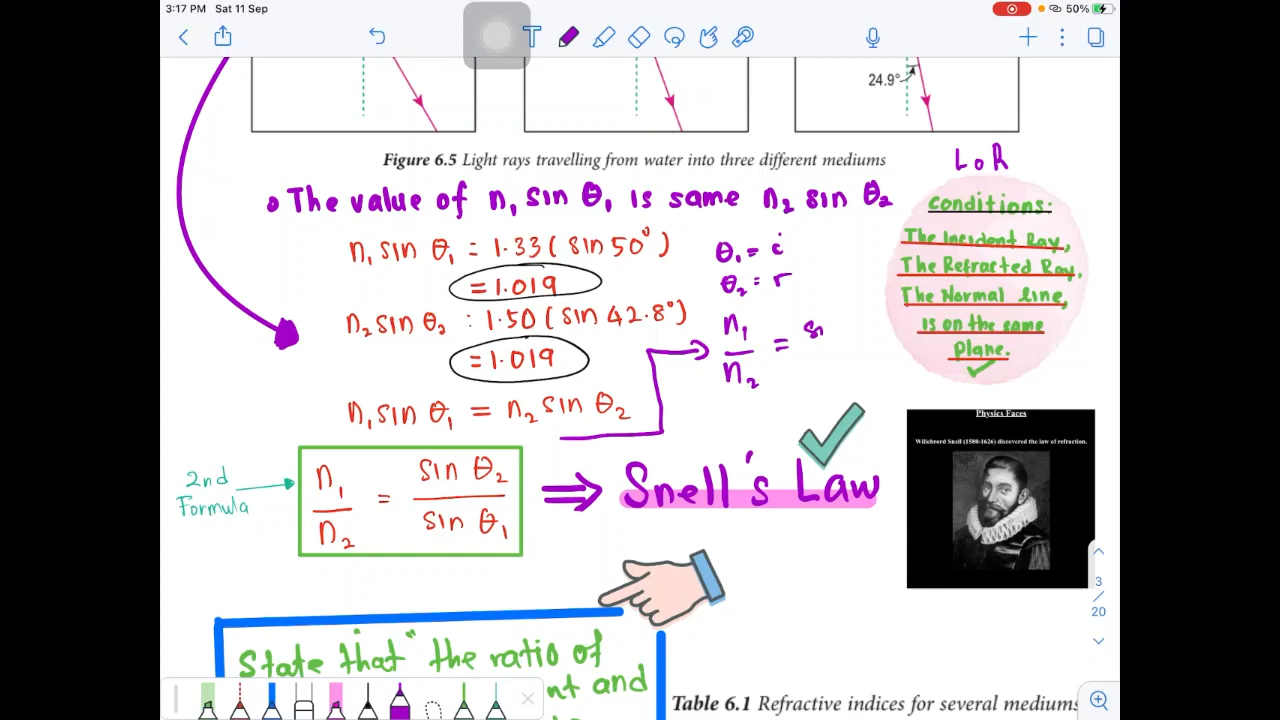 3:17 PM Sat 11 Sep
50%
T
24.9°
Figure 6.5 Light rays travelling from water into three different mediums
• The value of n₁ sin θ₁ is same n₂ sin θ₂
n₁ sin θ₁ = 1.33 (sin 50°)
= 1.019
n₂ sin θ₂ : 1.50 (sin 42.8°)
= 1.019
n₁ sin θ₁ = n₂ sin θ₂
θ₁ = i
θ₂ = r
n₁/n₂ =
LOR
Conditions:
The Incident Ray,
The Refracted Ray,
The Normal line,
is on the same
plane.
2nd
Formula
n₁/n₂ = sin θ₂/sin θ₁
⇒ Snell's Law
Physics Faces
Willebrord Snell (1580-1626) discovered the law of refraction.
3
/
20
State that "the ratio of
nt and
Table 6.1 Refractive indices for several mediums